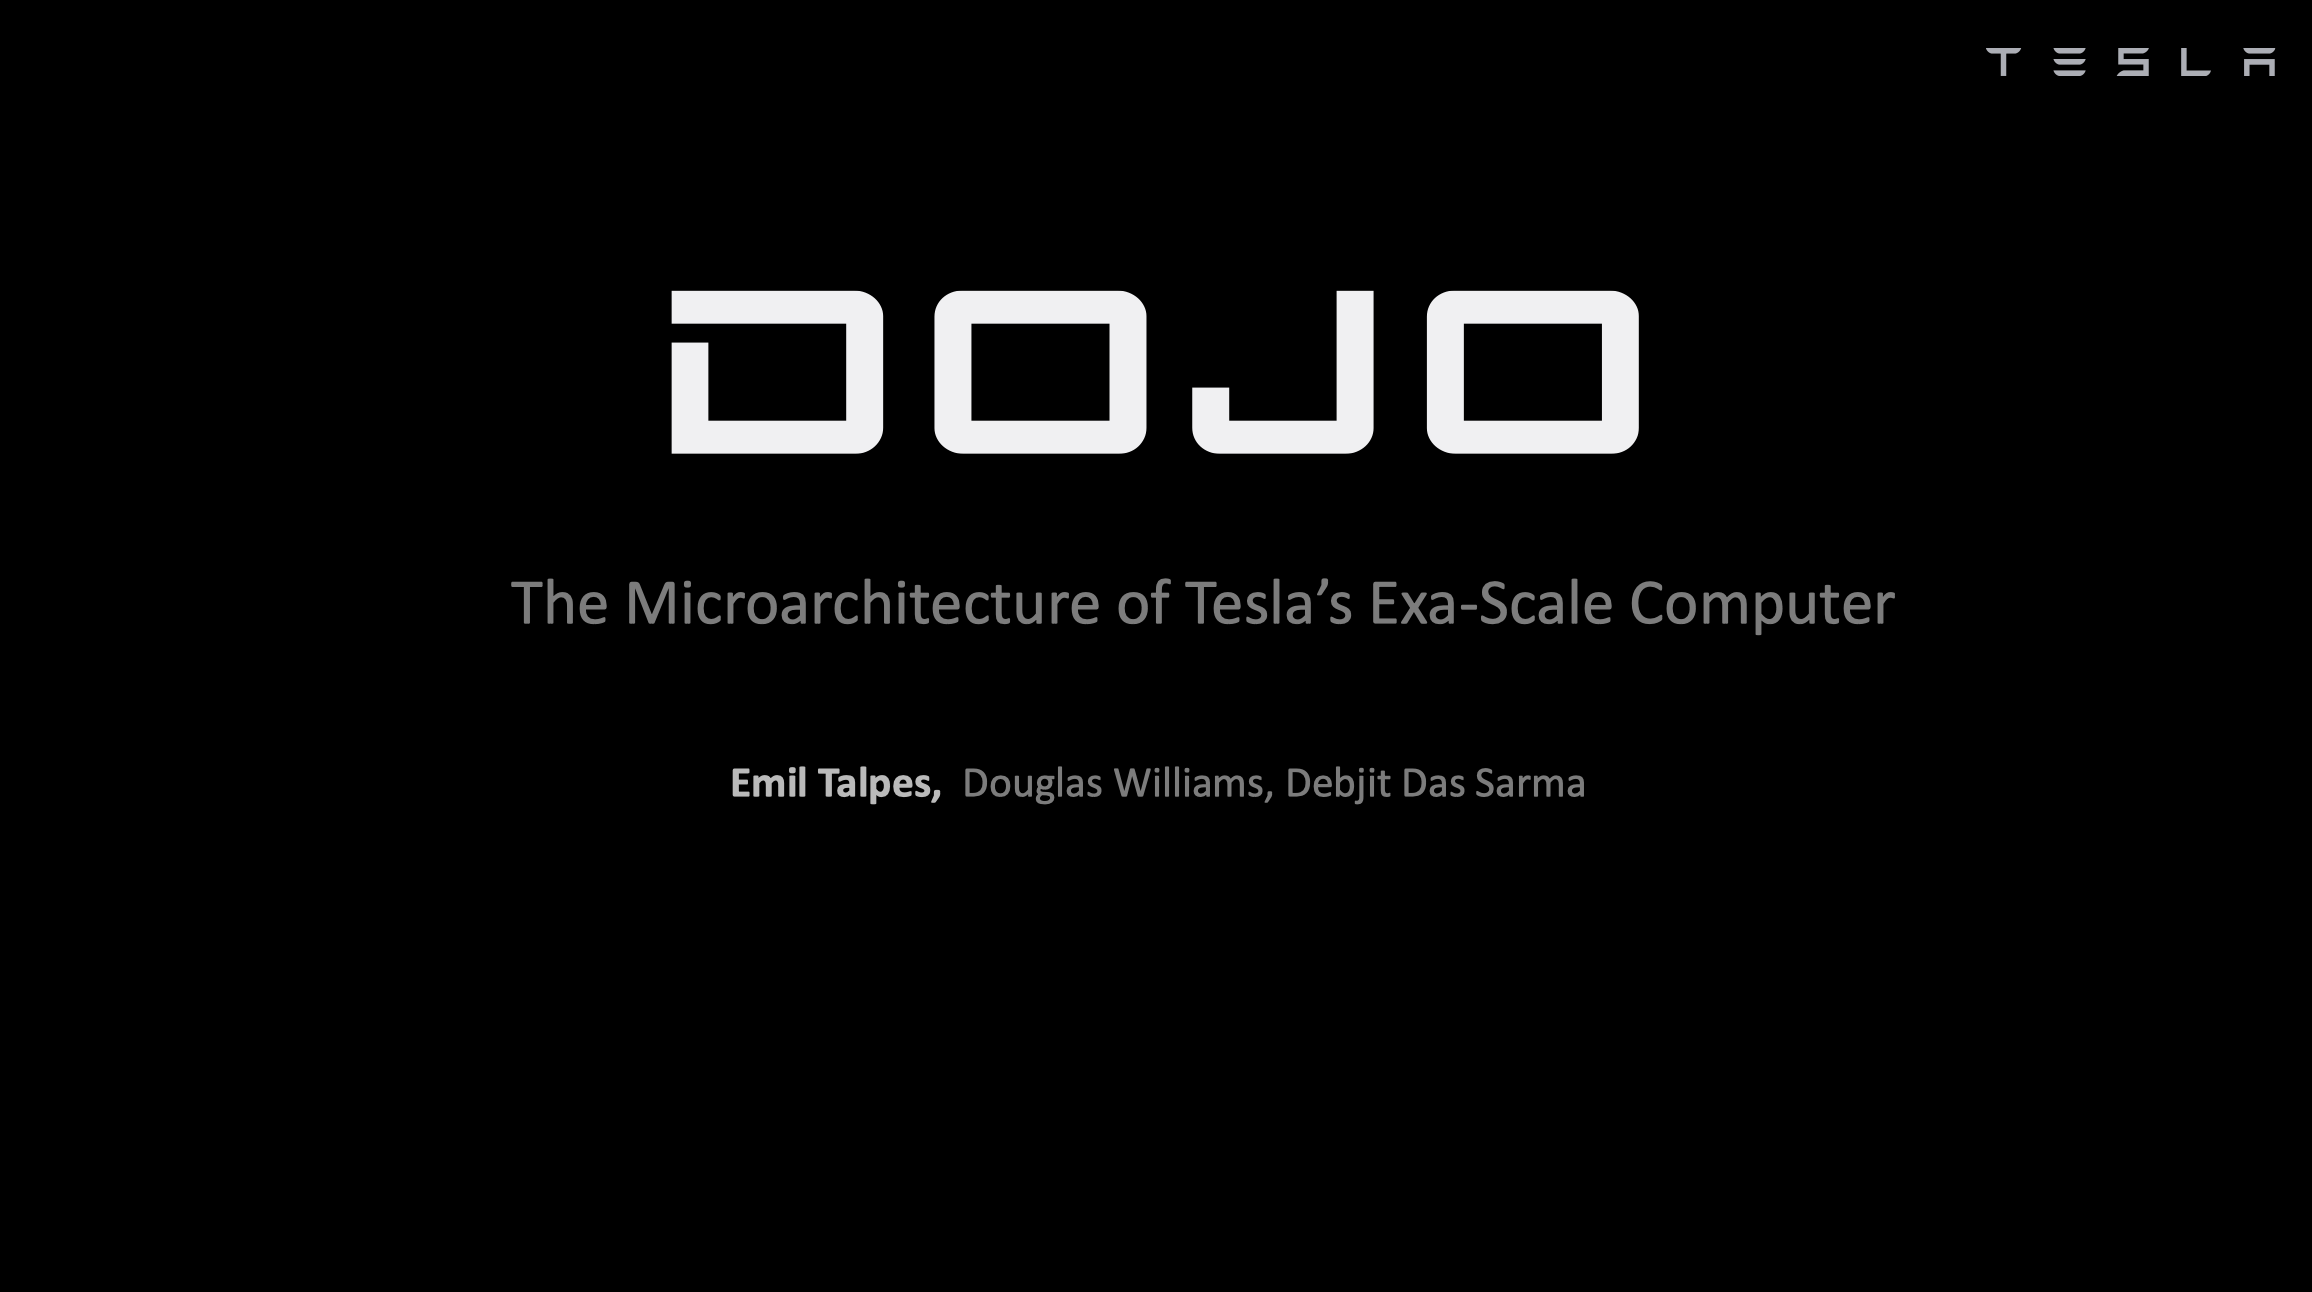 TESLA
DOJO
The Microarchitecture of Tesla’s Exa-Scale Computer
Emil Talpes, Douglas Williams, Debjit Das Sarma